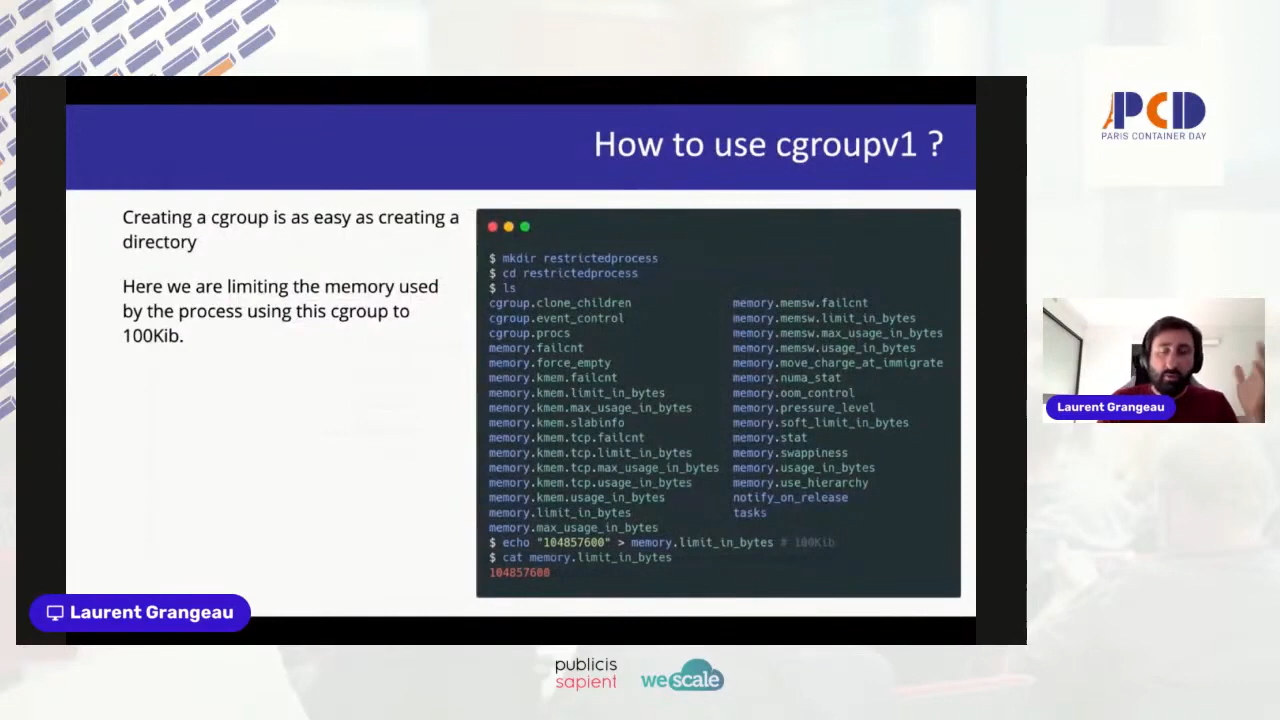 How to use cgroupv1 ?
PCD
PARIS CONTAINER DAY
Creating a cgroup is as easy as creating a
directory
Here we are limiting the memory used
by the process using this cgroup to
100Kib.
$ mkdir restrictedprocess
$ cd restrictedprocess
$ ls
cgroup.clone_children memory.memsw.failcnt
cgroup.event_control memory.memsw.limit_in_bytes
cgroup.procs memory.memsw.max_usage_in_bytes
memory.failcnt memory.memsw.usage_in_bytes
memory.force_empty memory.move_charge_at_immigrate
memory.kmem.failcnt memory.numa_stat
memory.kmem.limit_in_bytes memory.oom_control
memory.kmem.max_usage_in_bytes memory.pressure_level
memory.kmem.slabinfo memory.soft_limit_in_bytes
memory.kmem.tcp.failcnt memory.stat
memory.kmem.tcp.limit_in_bytes memory.swappiness
memory.kmem.tcp.max_usage_in_bytes memory.usage_in_bytes
memory.kmem.tcp.usage_in_bytes memory.use_hierarchy
memory.kmem.usage_in_bytes notify_on_release
memory.limit_in_bytes tasks
memory.max_usage_in_bytes
$ echo "104857600" > memory.limit_in_bytes # 100Kib
$ cat memory.limit_in_bytes
104857600
Laurent Grangeau
Laurent Grangeau
publicis
sapient
wescale